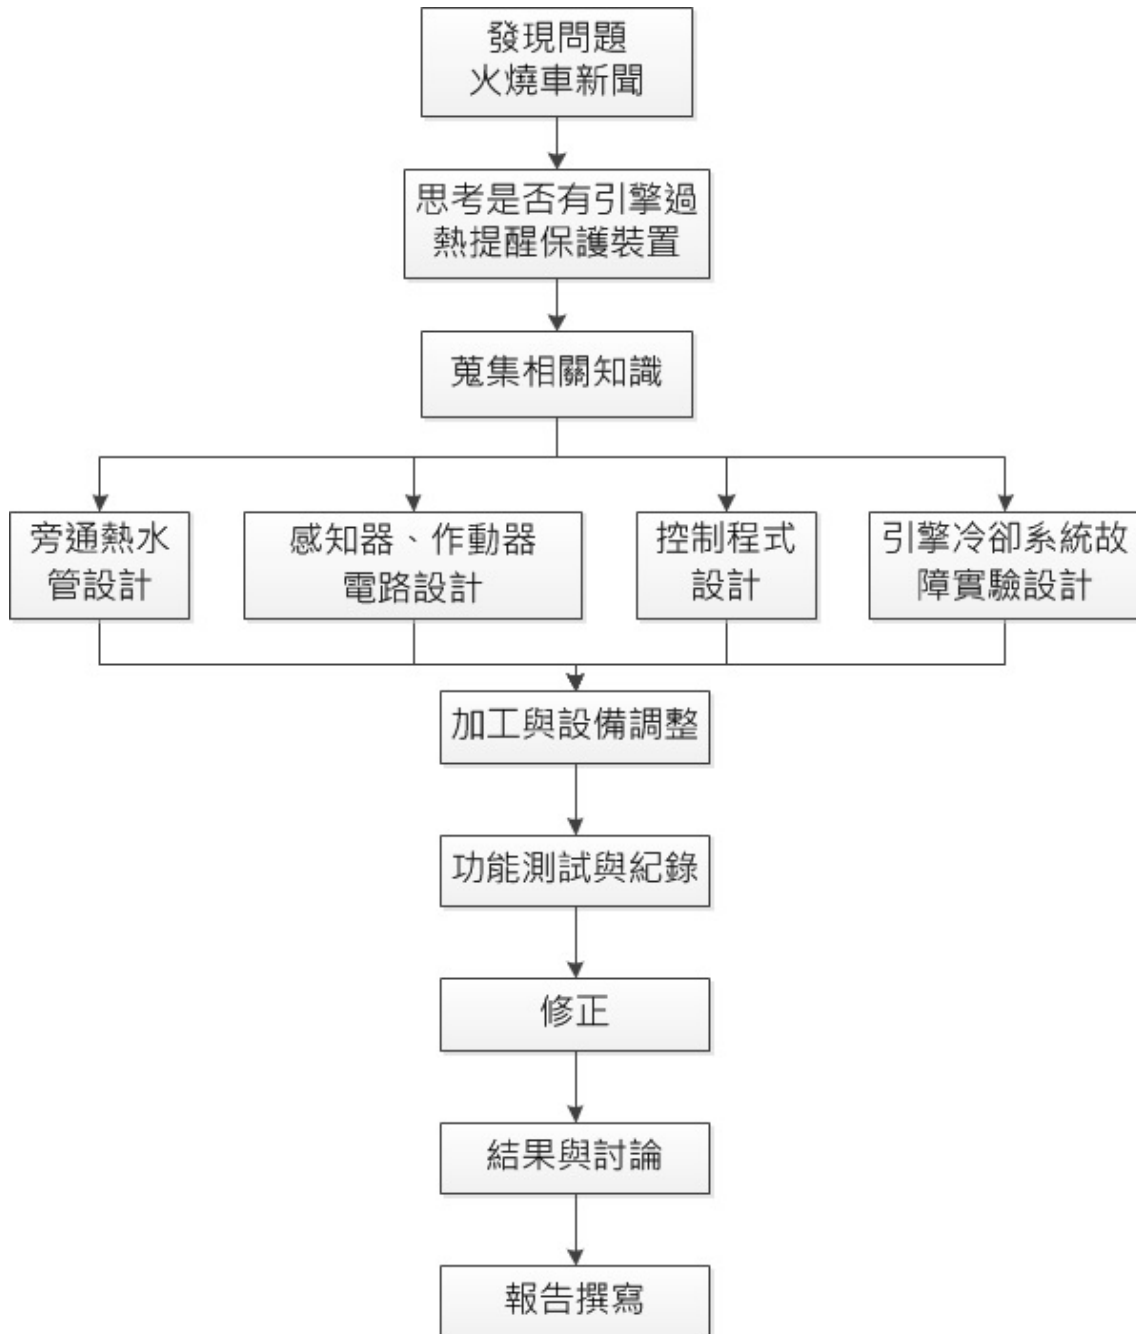 發現問題
火燒車新聞
思考是否有引擎過
熱提醒保護裝置
蒐集相關知識
旁通熱水
管設計
感知器、作動器
電路設計
控制程式
設計
引擎冷卻系統故
障實驗設計
加工與設備調整
功能測試與紀錄
修正
結果與討論
報告撰寫